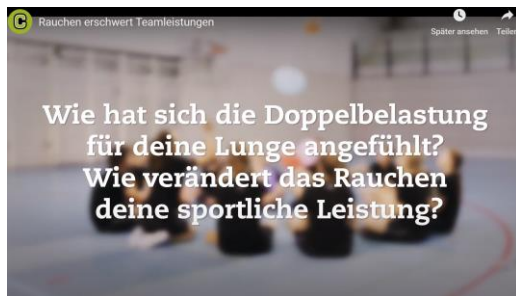 C
Rauchen erschwert Teamleistungen
Später ansehen
Teilen
Wie hat sich die Doppelbelastung
für deine Lunge angefühlt?
Wie verändert das Rauchen
deine sportliche Leistung?